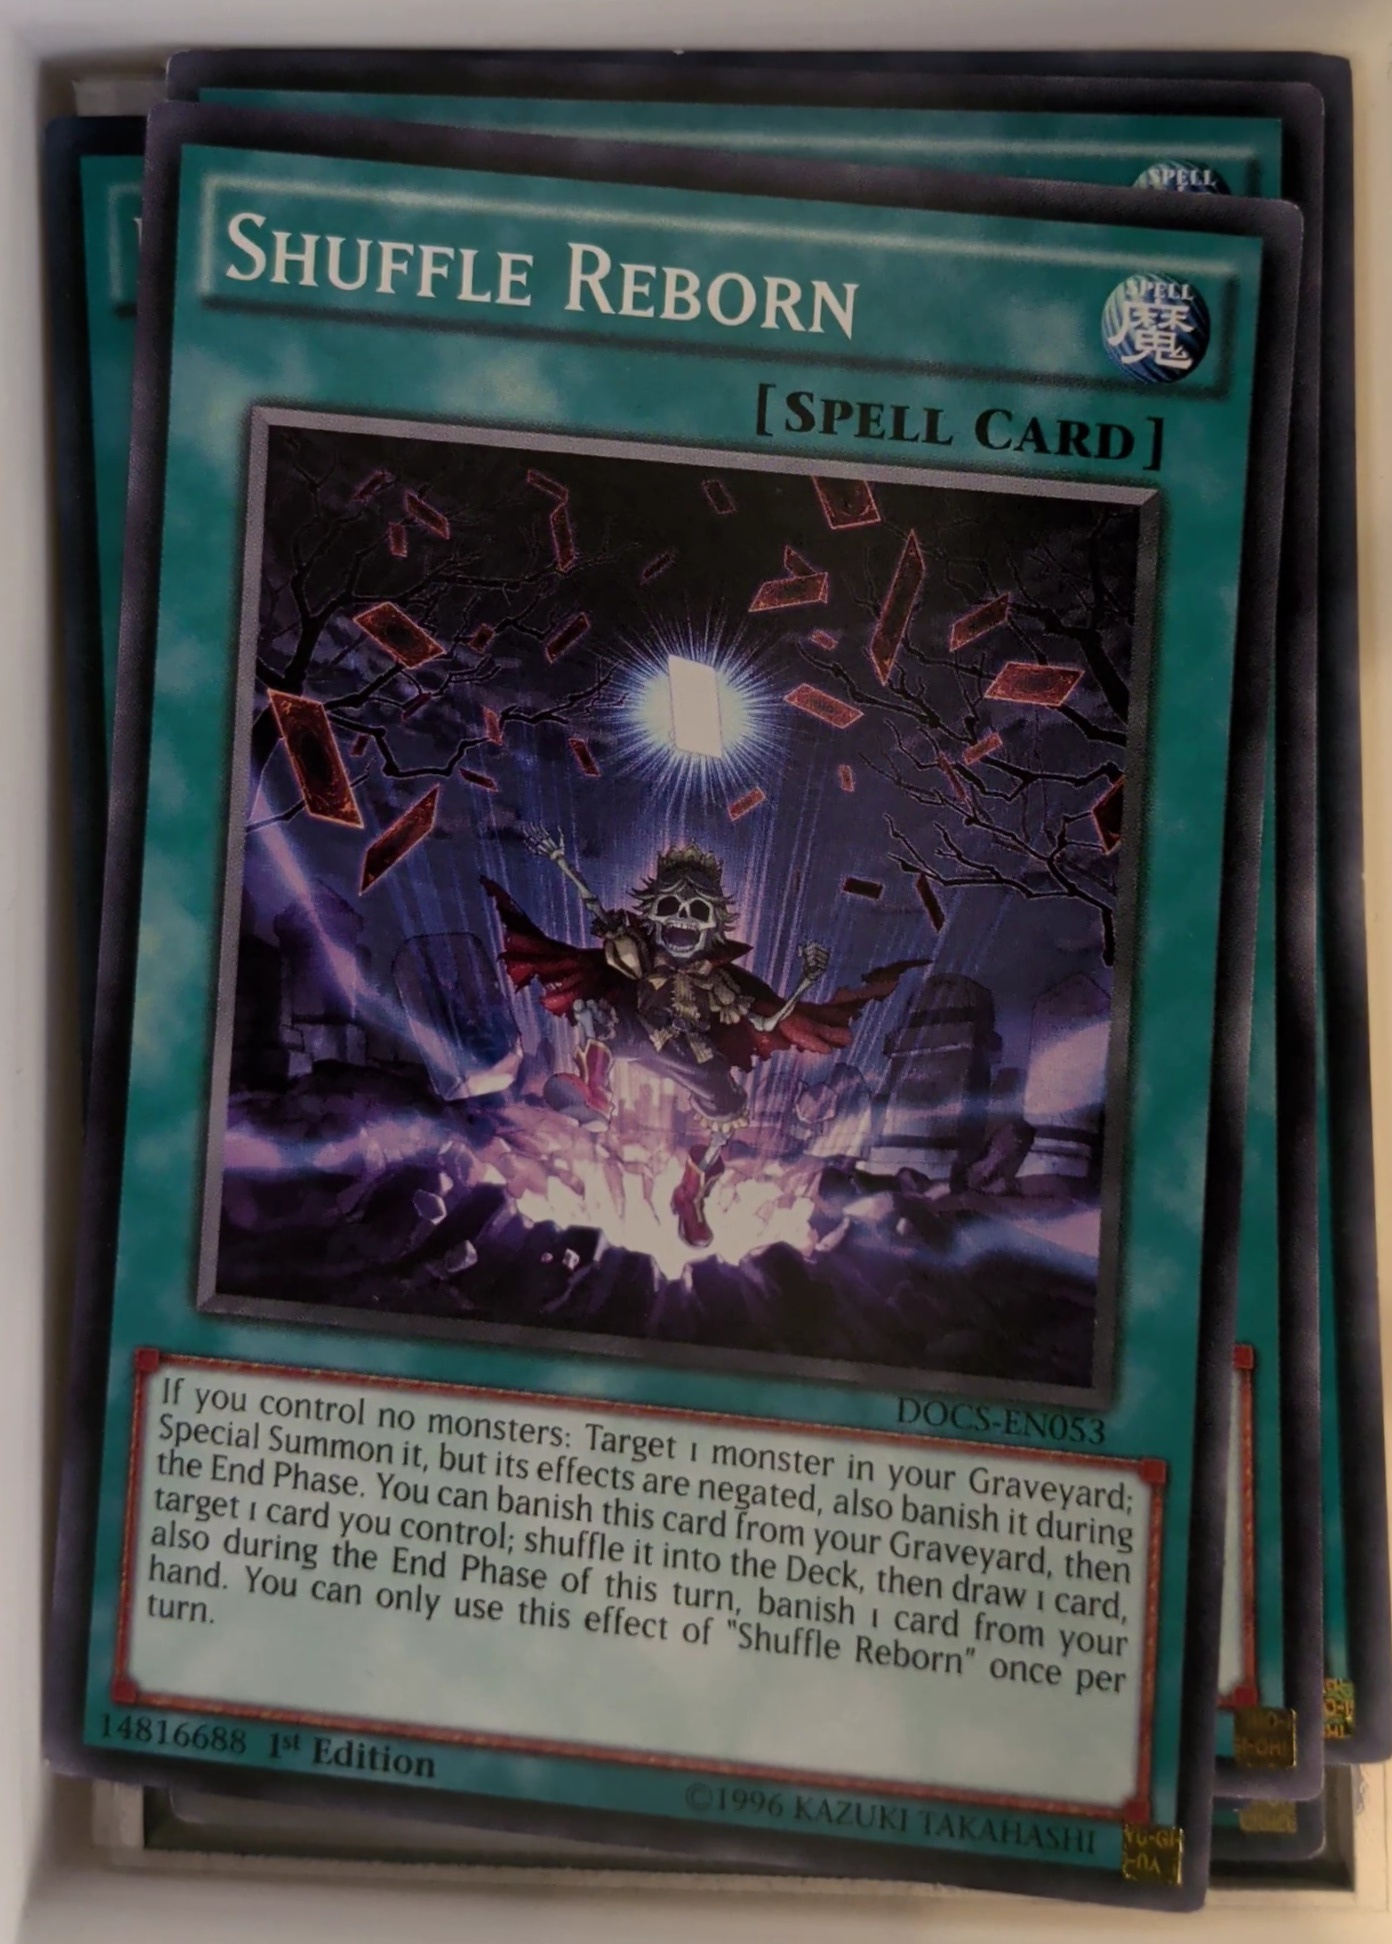 SPELL
SHUFFLE REBORN
SPELL
魔
[SPELL CARD]
DOCS-EN053
If you control no monsters: Target 1 monster in your Graveyard;
Special Summon it, but its effects are negated, also banish it during
the End Phase. You can banish this card from your Graveyard, then
target 1 card you control; shuffle it into the Deck, then draw 1 card,
also during the End Phase of this turn, banish 1 card from your
hand. You can only use this effect of "Shuffle Reborn" once per
turn.
14816688 1st Edition
©1996 KAZUKI TAKAHASHI
YU-GI